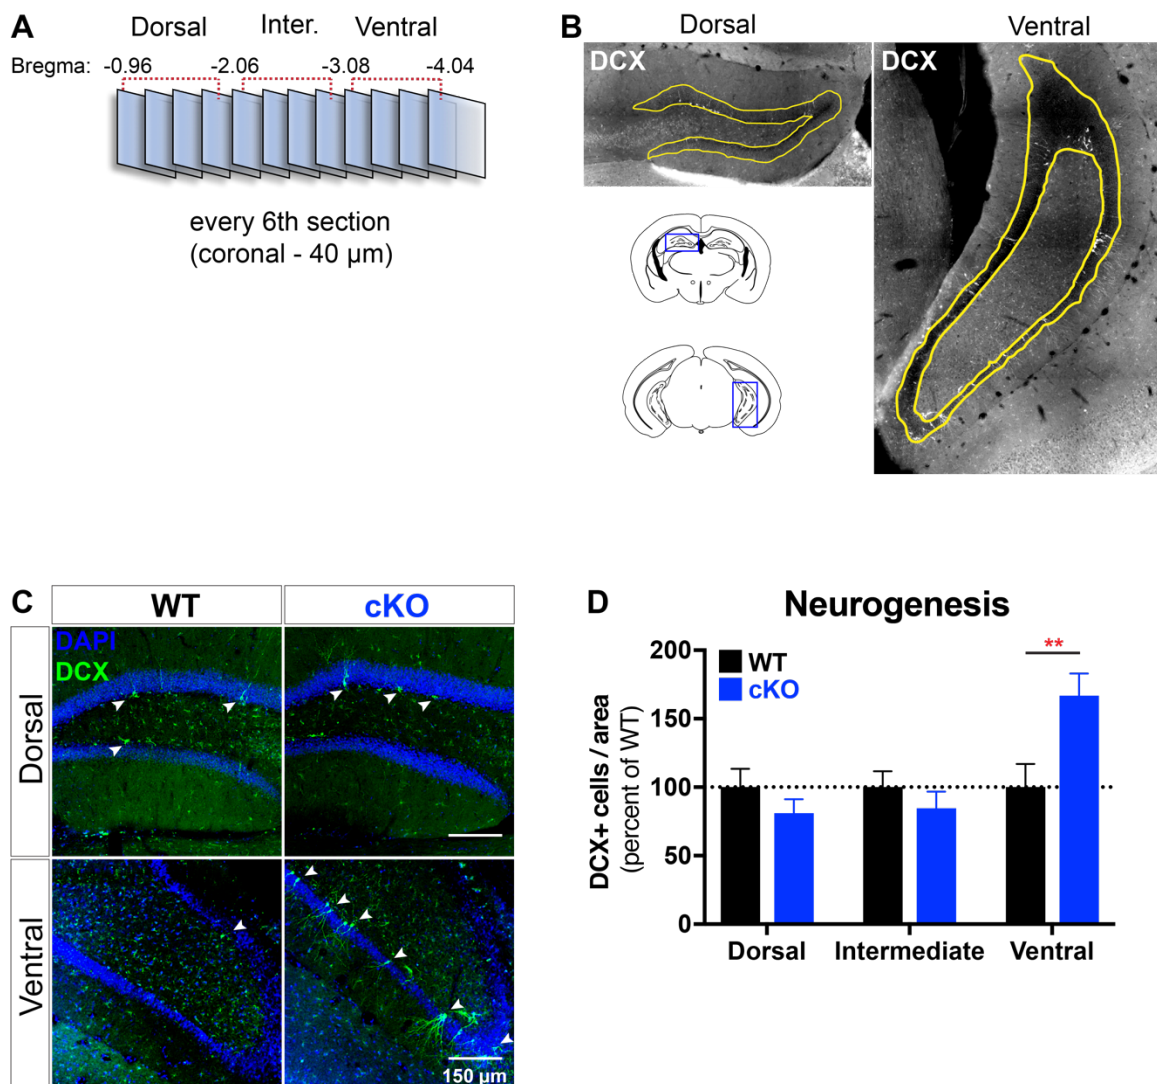 A
Dorsal Inter. Ventral
Bregma: -0.96 -2.06 -3.08 -4.04
every 6th section
(coronal - 40 µm)
B
Dorsal Ventral
DCX DCX
C
WT cKO
Dorsal
DAPI
DCX
Ventral
150 µm
D
Neurogenesis
DCX+ cells / area
(percent of WT)
200
150
100
50
0
WT
cKO
**
Dorsal Intermediate Ventral